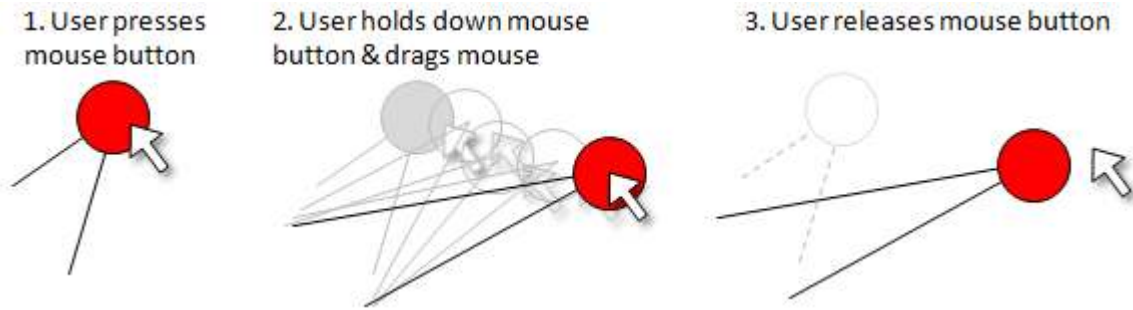 1. User presses
mouse button
2. User holds down mouse
button & drags mouse
3. User releases mouse button